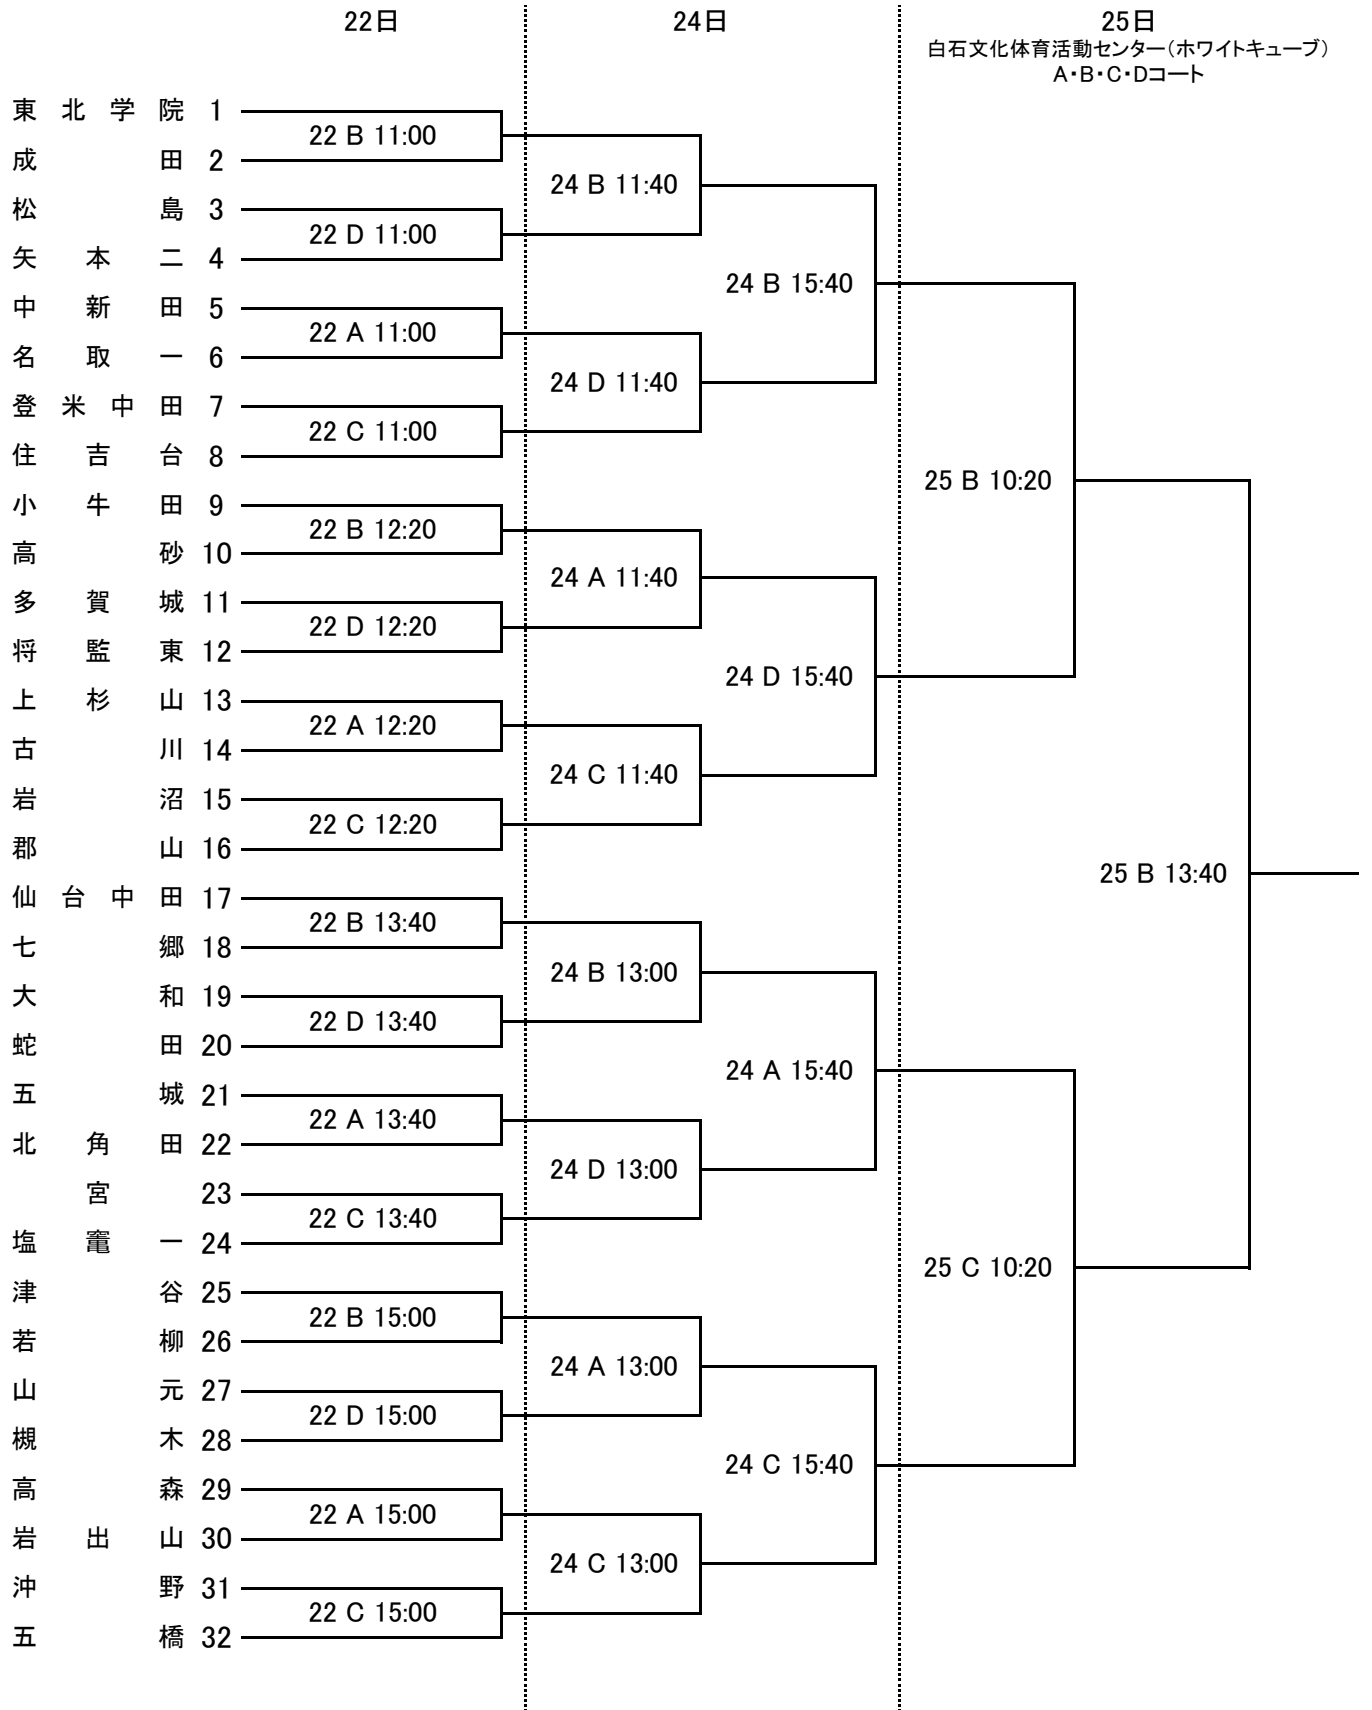 22日 24日 25日
白石文化体育活動センター(ホワイトキューブ)
A・B・C・Dコート
東北学院 1
22 B 11:00
成田 2
24 B 11:40
松島 3
22 D 11:00
矢本二 4
24 B 15:40
中新田 5
22 A 11:00
名取一 6
24 D 11:40
登米中田 7
22 C 11:00
住吉台 8
25 B 10:20
小牛田 9
22 B 12:20
高砂 10
24 A 11:40
多賀城 11
22 D 12:20
将監東 12
24 D 15:40
上杉山 13
22 A 12:20
古川 14
24 C 11:40
岩沼 15
22 C 12:20
郡山 16
25 B 13:40
仙台中田 17
22 B 13:40
七郷 18
24 B 13:00
大和 19
22 D 13:40
蛇田 20
24 A 15:40
五城 21
22 A 13:40
北角田 22
24 D 13:00
宮 23
22 C 13:40
塩竃一 24
25 C 10:20
津谷 25
22 B 15:00
若柳 26
24 A 13:00
山元 27
22 D 15:00
槻木 28
24 C 15:40
高森 29
22 A 15:00
岩出山 30
24 C 13:00
沖野 31
22 C 15:00
五橋 32